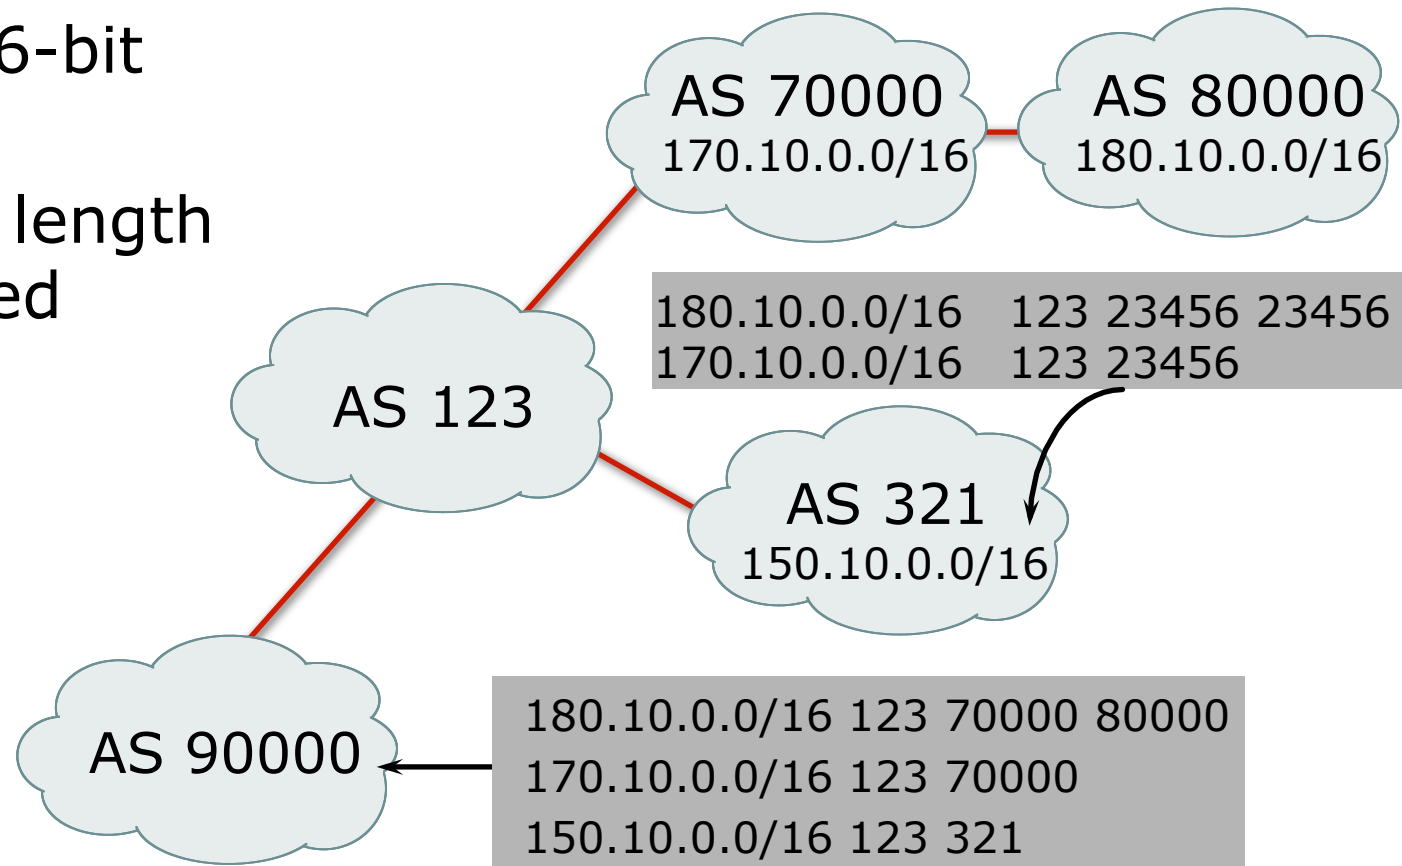 6-bit
length
ed
AS 70000
170.10.0.0/16
AS 80000
180.10.0.0/16
180.10.0.0/16 123 23456 23456
170.10.0.0/16 123 23456
AS 123
AS 321
150.10.0.0/16
AS 90000
180.10.0.0/16 123 70000 80000
170.10.0.0/16 123 70000
150.10.0.0/16 123 321